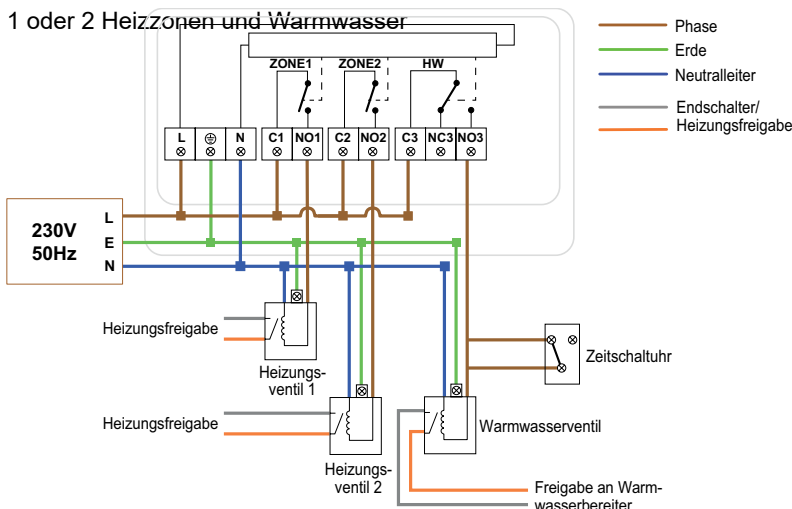 1 oder 2 Heizzonen und Warmwasser
ZONE1 ZONE2 HW
L N C1 NO1 C2 NO2 C3 NC3 NO3
Phase
Erde
Neutralleiter
Endschalter/
Heizungsfreigabe
230V
50Hz
L
E
N
Heizungsfreigabe
Heizungs-
ventil 1
Zeitschaltuhr
Heizungsfreigabe
Heizungs-
ventil 2
Warmwasserventil
Freigabe an Warm-
wasserbereiter